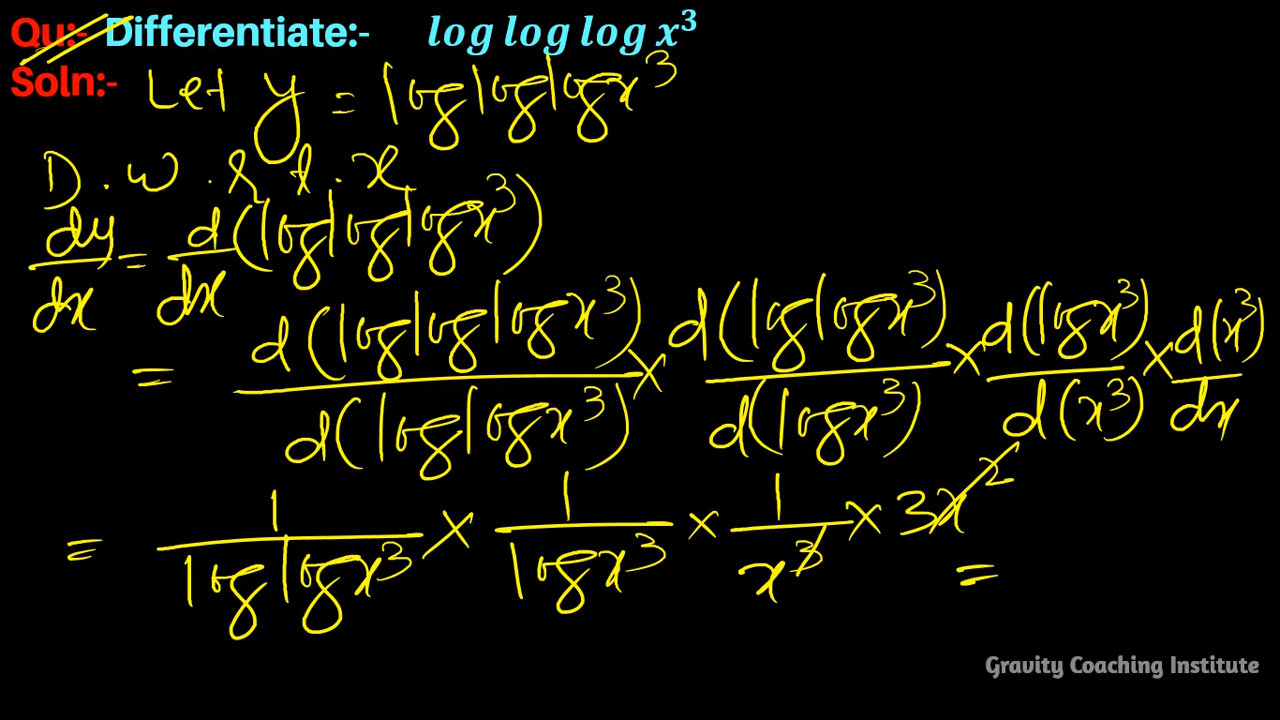 Qu:- Differentiate:- log log log x³
Soln:- Let y = log log log x³
D.w.r.t.x
dy/dx = d/dx (log log log x³)
= d(log log log x³)/d(log log x³) × d(log log x³)/d(log x³) × d(log x³)/d(x³) × d(x³)/dx
= 1/log log x³ × 1/log x³ × 1/x³ × 3x² =
Gravity Coaching Institute